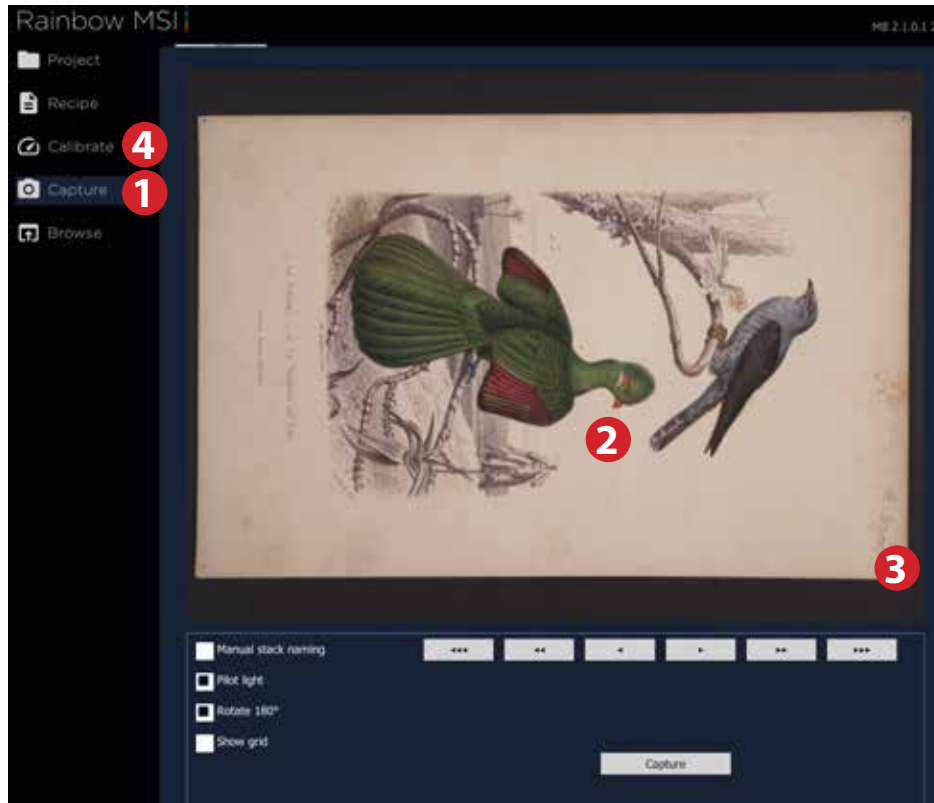 Rainbow MSI
M8.2.1.0.1 2
Project
Recipe
Calibrate
4
Capture
1
Browse
2
3
Manual stack naming
Pilot light
Rotate 180°
Show grid
Capture